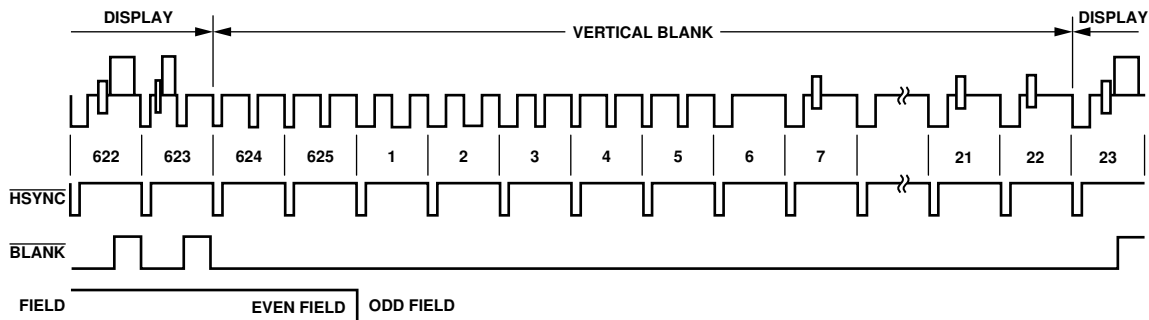 DISPLAY VERTICAL BLANK DISPLAY
622 623 624 625 1 2 3 4 5 6 7 21 22 23
HSYNC
BLANK
FIELD EVEN FIELD ODD FIELD